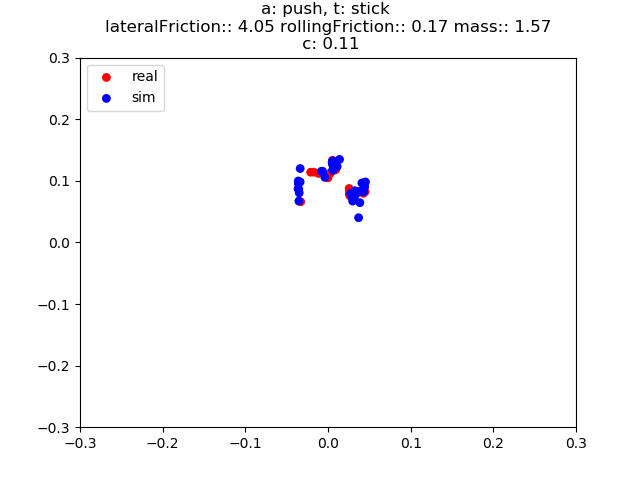 a: push, t: stick
lateralFriction:: 4.05 rollingFriction:: 0.17 mass:: 1.57
c: 0.11
real
sim
0.3
0.2
0.1
0.0
−0.1
−0.2
−0.3
−0.3 −0.2 −0.1 0.0 0.1 0.2 0.3